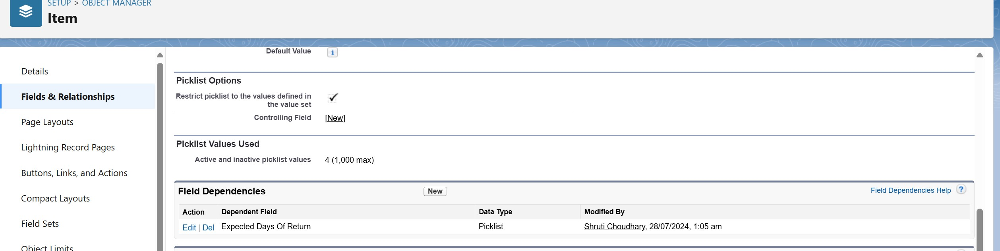 SETUP > OBJECT MANAGER
Item
Details
Fields & Relationships
Page Layouts
Lightning Record Pages
Buttons, Links, and Actions
Compact Layouts
Field Sets
Object Limits
Default Value
Picklist Options
Restrict picklist to the values defined in
the value set
Controlling Field [New]
Picklist Values Used
Active and inactive picklist values 4 (1,000 max)
Field Dependencies New Field Dependencies Help ?
Action Dependent Field Data Type Modified By
Edit | Del Expected Days Of Return Picklist Shruti Choudhary, 28/07/2024, 1:05 am